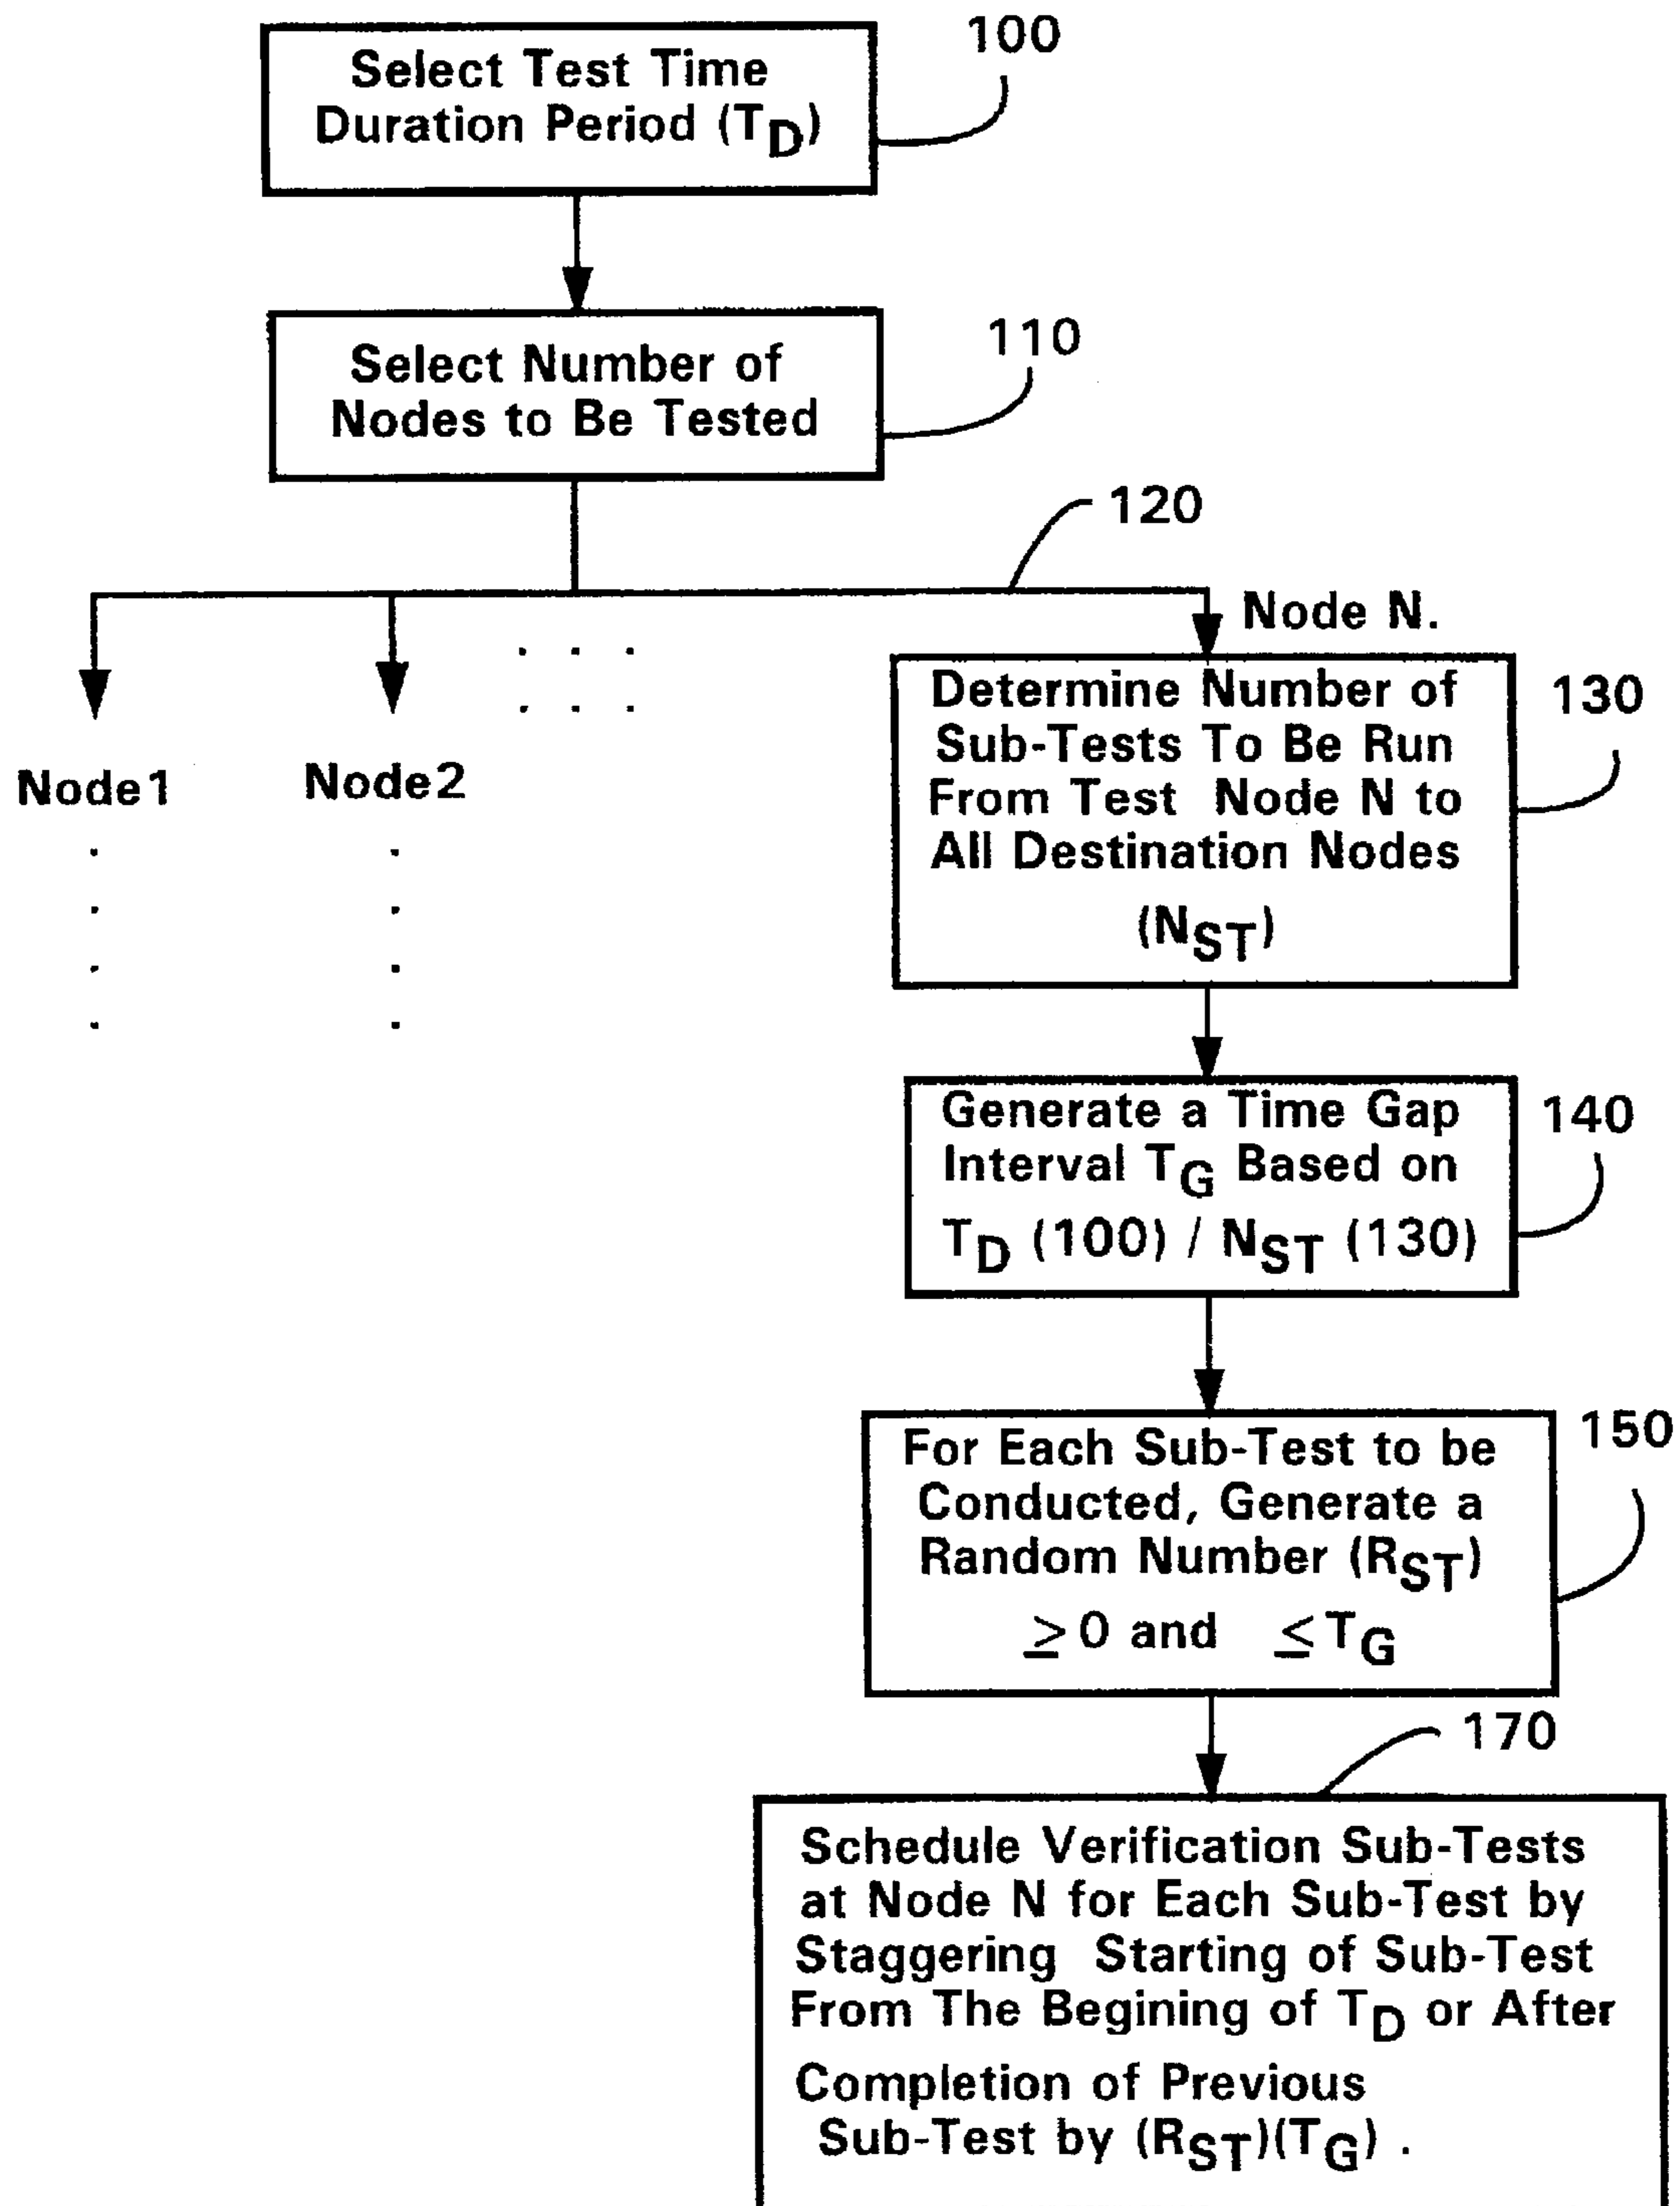 Select Test Time
Duration Period (TD)
100
Select Number of
Nodes to Be Tested
110
120
Node1
Node2
Node N.
Determine Number of
Sub-Tests To Be Run
From Test Node N to
All Destination Nodes
(NST)
130
Generate a Time Gap
Interval TG Based on
TD (100) / NST (130)
140
For Each Sub-Test to be
Conducted, Generate a
Random Number (RST)
≥0 and ≤TG
150
170
Schedule Verification Sub-Tests
at Node N for Each Sub-Test by
Staggering Starting of Sub-Test
From The Begining of TD or After
Completion of Previous
Sub-Test by (RST)(TG) .